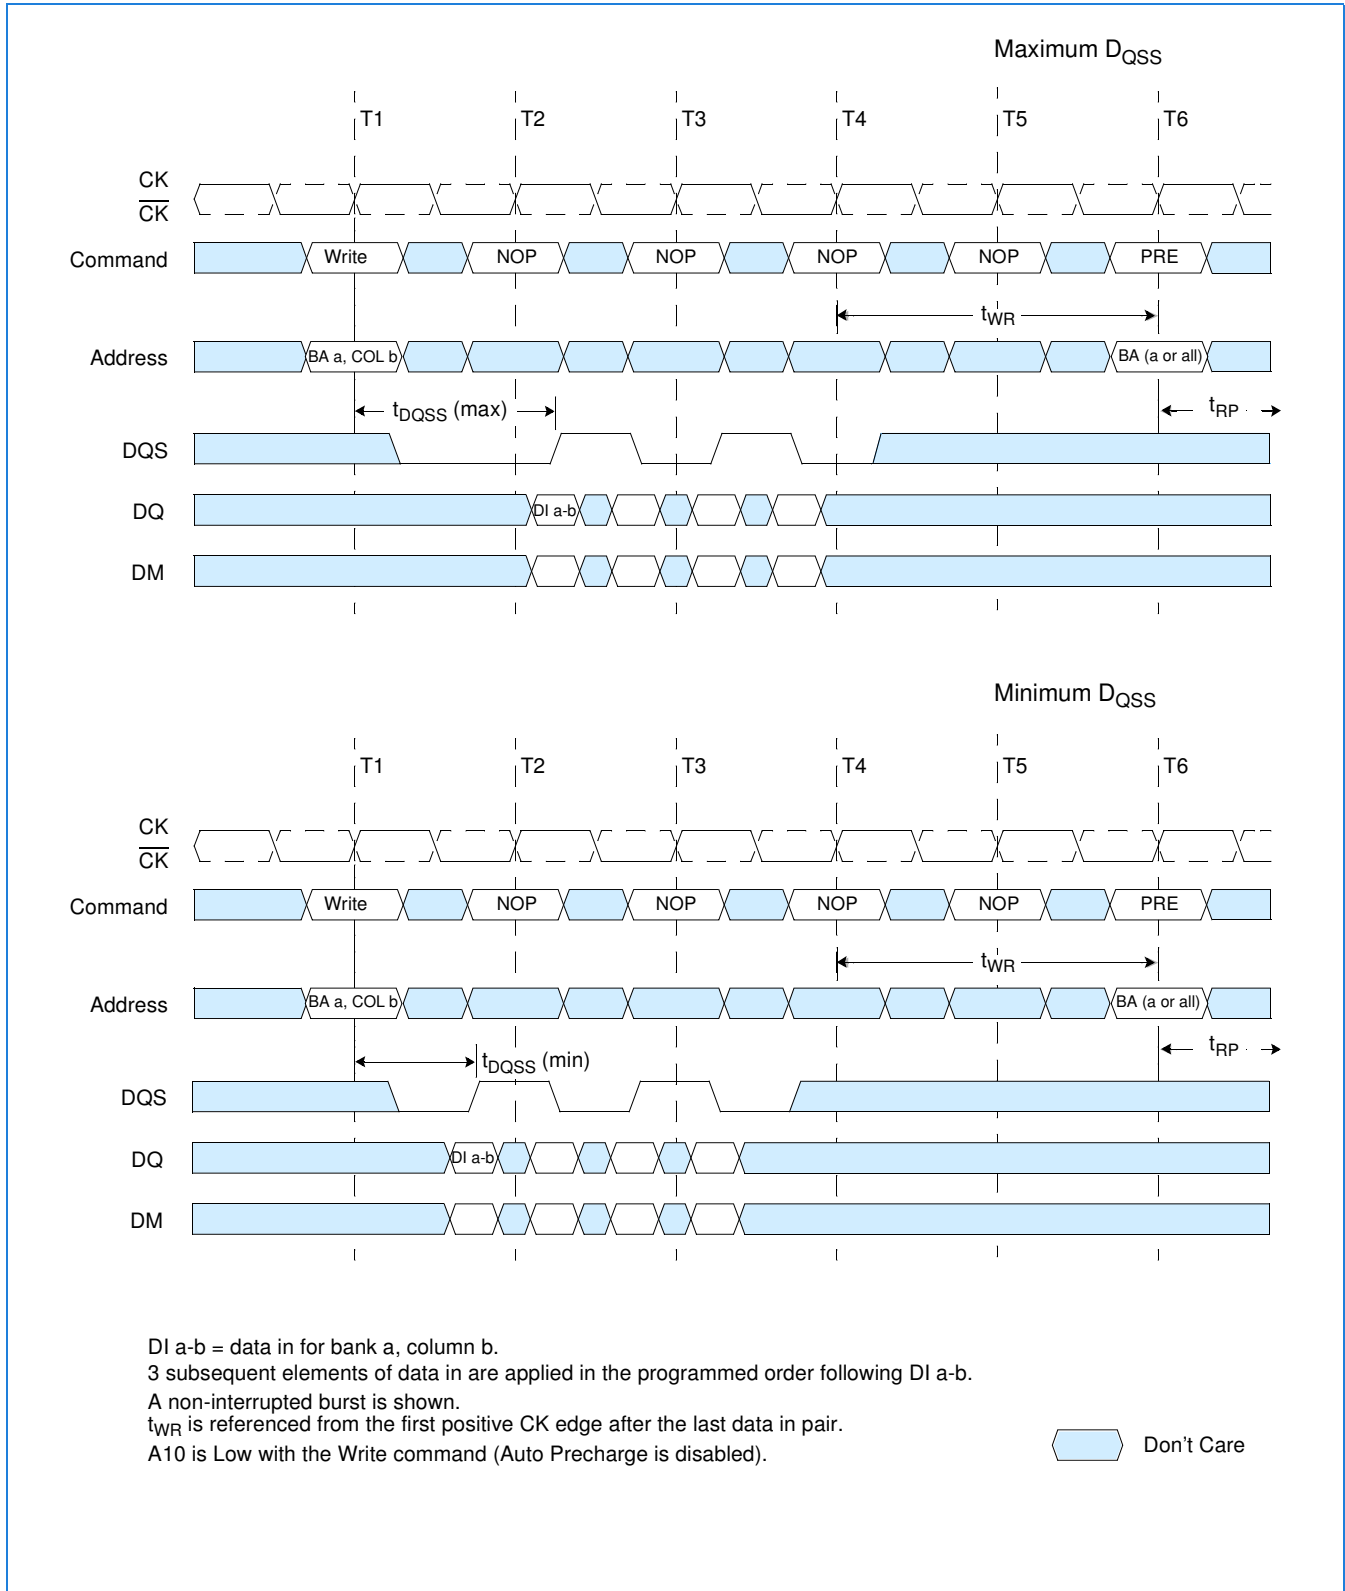 Maximum DQSS
T1 T2 T3 T4 T5 T6
CK
CK
Command Write NOP NOP NOP NOP PRE
tWR
Address BA a, COL b BA (a or all)
tDQSS (max) tRP
DQS
DQ DI a-b
DM
Minimum DQSS
T1 T2 T3 T4 T5 T6
CK
CK
Command Write NOP NOP NOP NOP PRE
tWR
Address BA a, COL b BA (a or all)
tDQSS (min) tRP
DQS
DQ DI a-b
DM
DI a-b = data in for bank a, column b.
3 subsequent elements of data in are applied in the programmed order following DI a-b.
A non-interrupted burst is shown.
tWR is referenced from the first positive CK edge after the last data in pair.
A10 is Low with the Write command (Auto Precharge is disabled).
Don't Care